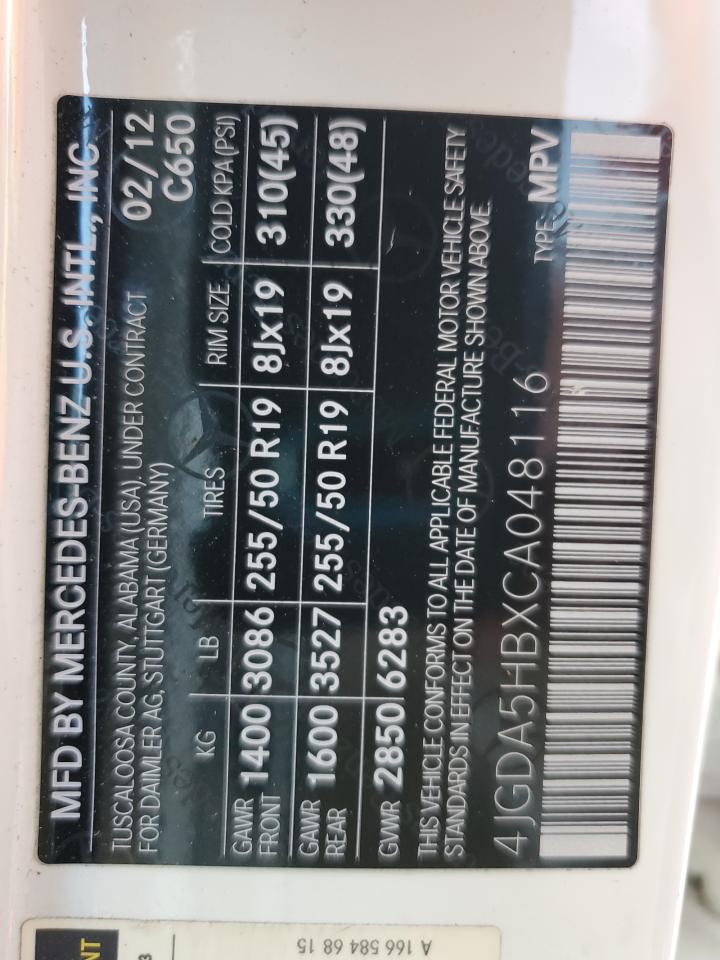 MFD BY MERCEDES-BENZ U.S. INTL., INC
TUSCALOOSA COUNTY, ALABAMA (USA), UNDER CONTRACT 02/12
FOR DAIMLER AG, STUTTGART (GERMANY) C650
KG LB TIRES RIM SIZE COLD KPA (PSI)
GAWR FRONT 1400 3086 255/50 R19 8Jx19 310(45)
GAWR REAR 1600 3527 255/50 R19 8Jx19 330(48)
GVWR 2850 6283
THIS VEHICLE CONFORMS TO ALL APPLICABLE FEDERAL MOTOR VEHICLE SAFETY
STANDARDS IN EFFECT ON THE DATE OF MANUFACTURE SHOWN ABOVE.
4JGDA5HBXCA048116 TYPE: MPV
A 166 584 68 15
NT
3